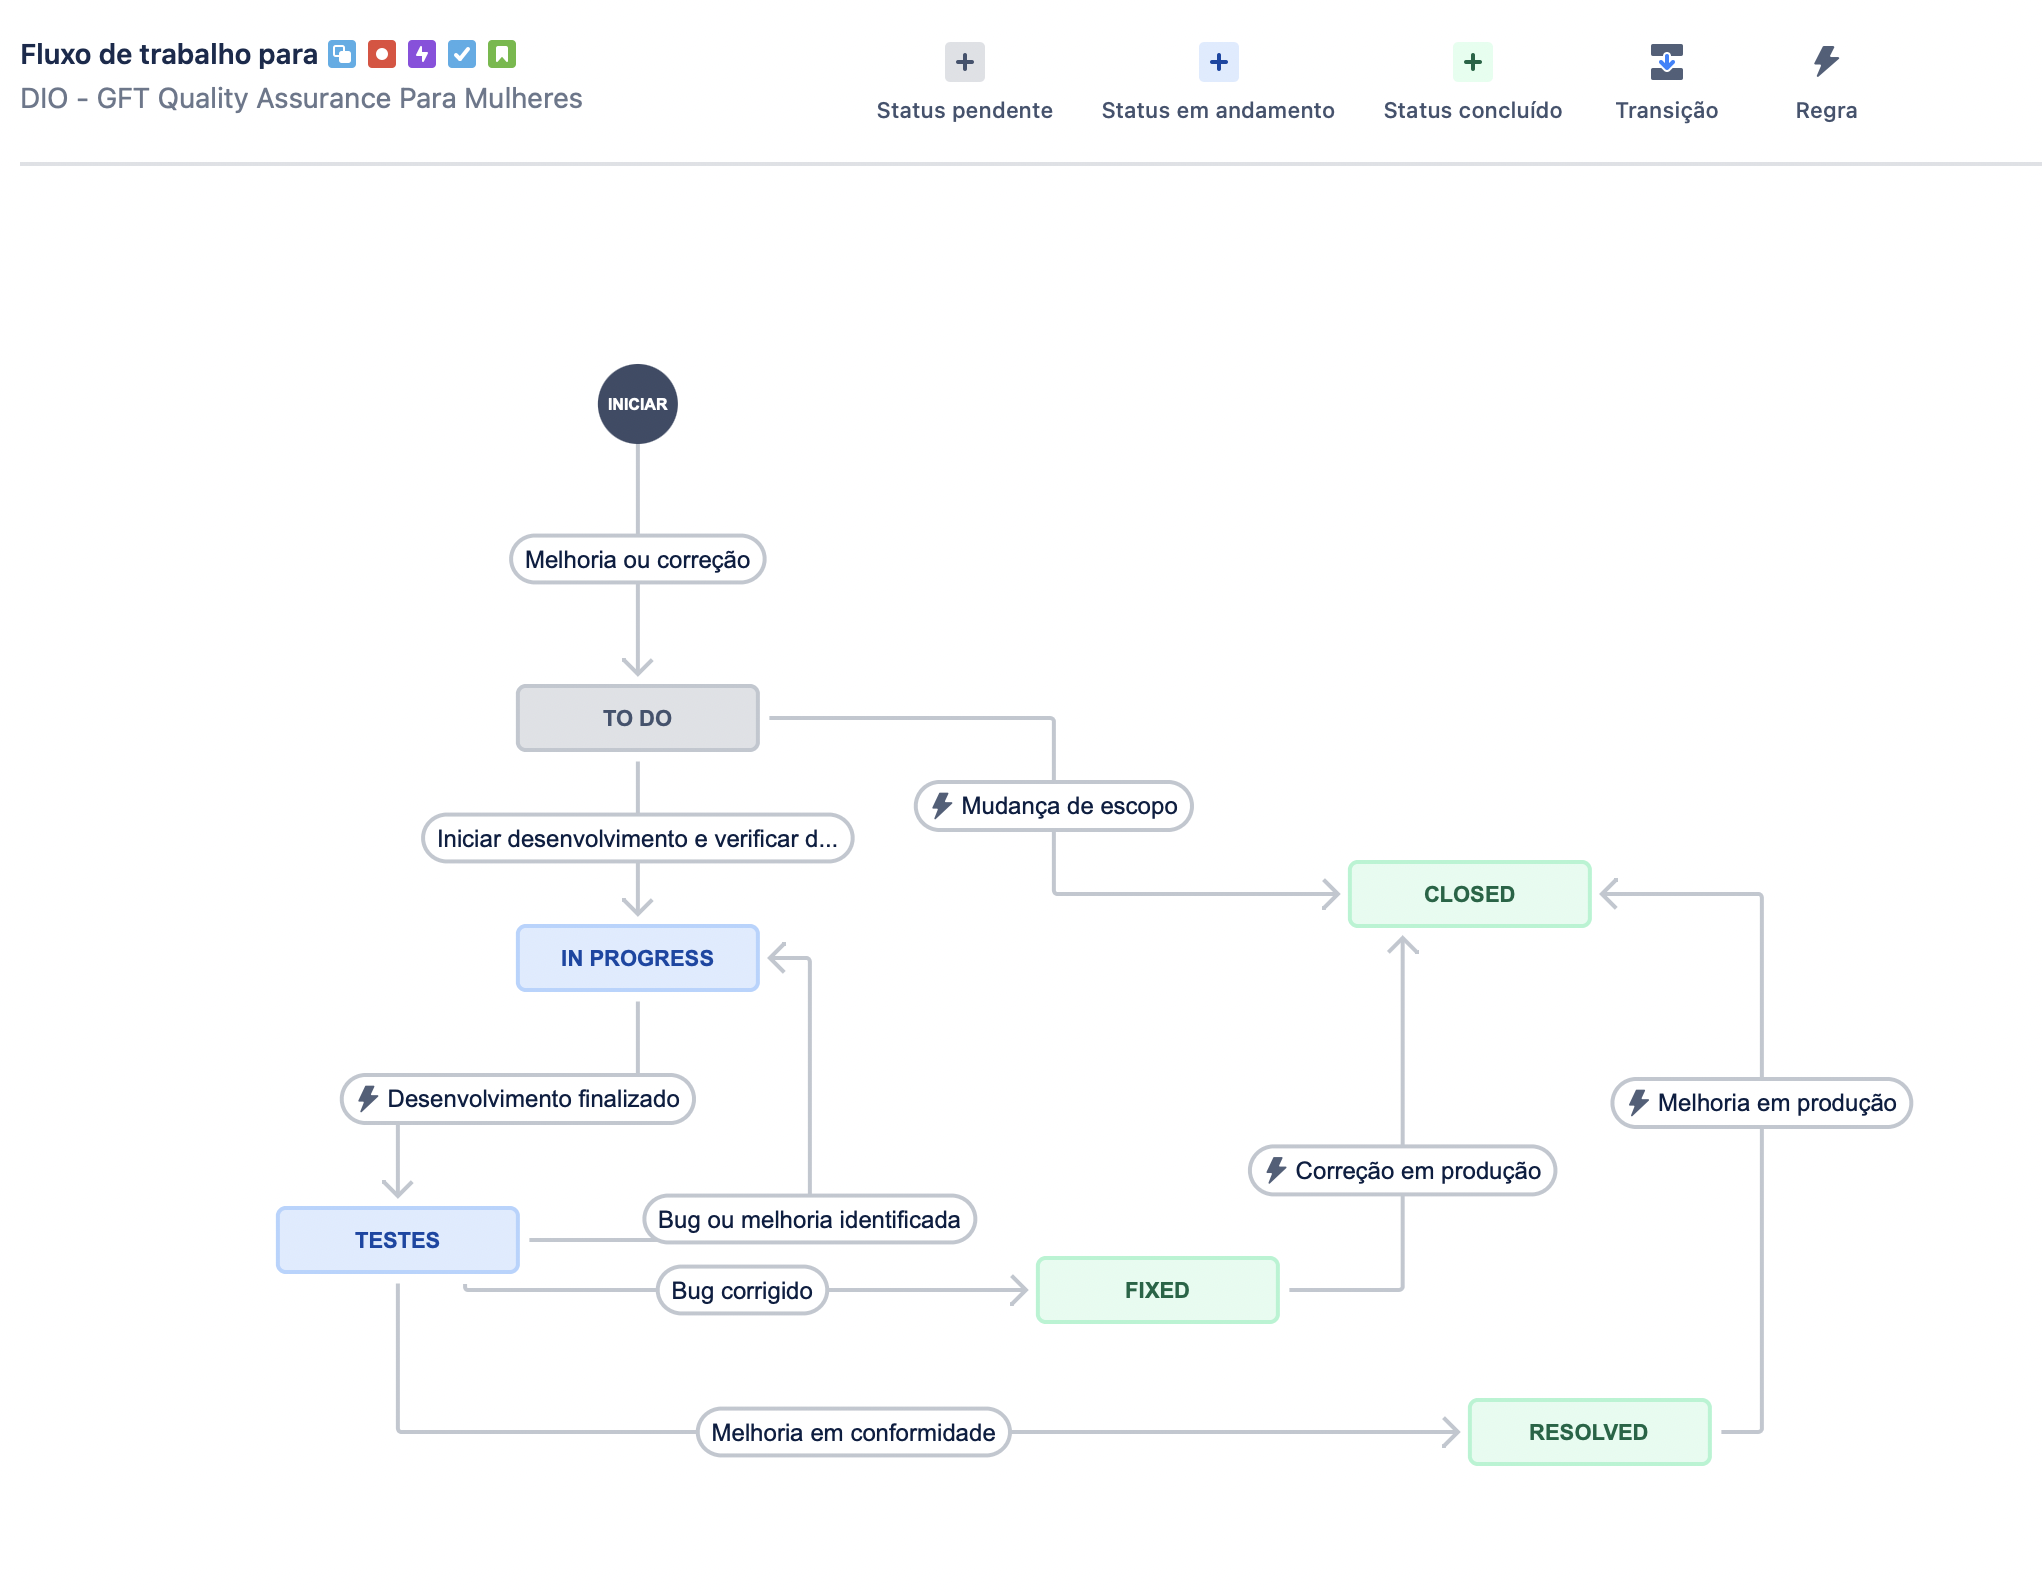 Fluxo de trabalho para
DIO - GFT Quality Assurance Para Mulheres
Status pendente
Status em andamento
Status concluído
Transição
Regra
INICIAR
Melhoria ou correção
TO DO
Mudança de escopo
Iniciar desenvolvimento e verificar d...
CLOSED
IN PROGRESS
Desenvolvimento finalizado
Melhoria em produção
Correção em produção
Bug ou melhoria identificada
TESTES
Bug corrigido
FIXED
Melhoria em conformidade
RESOLVED